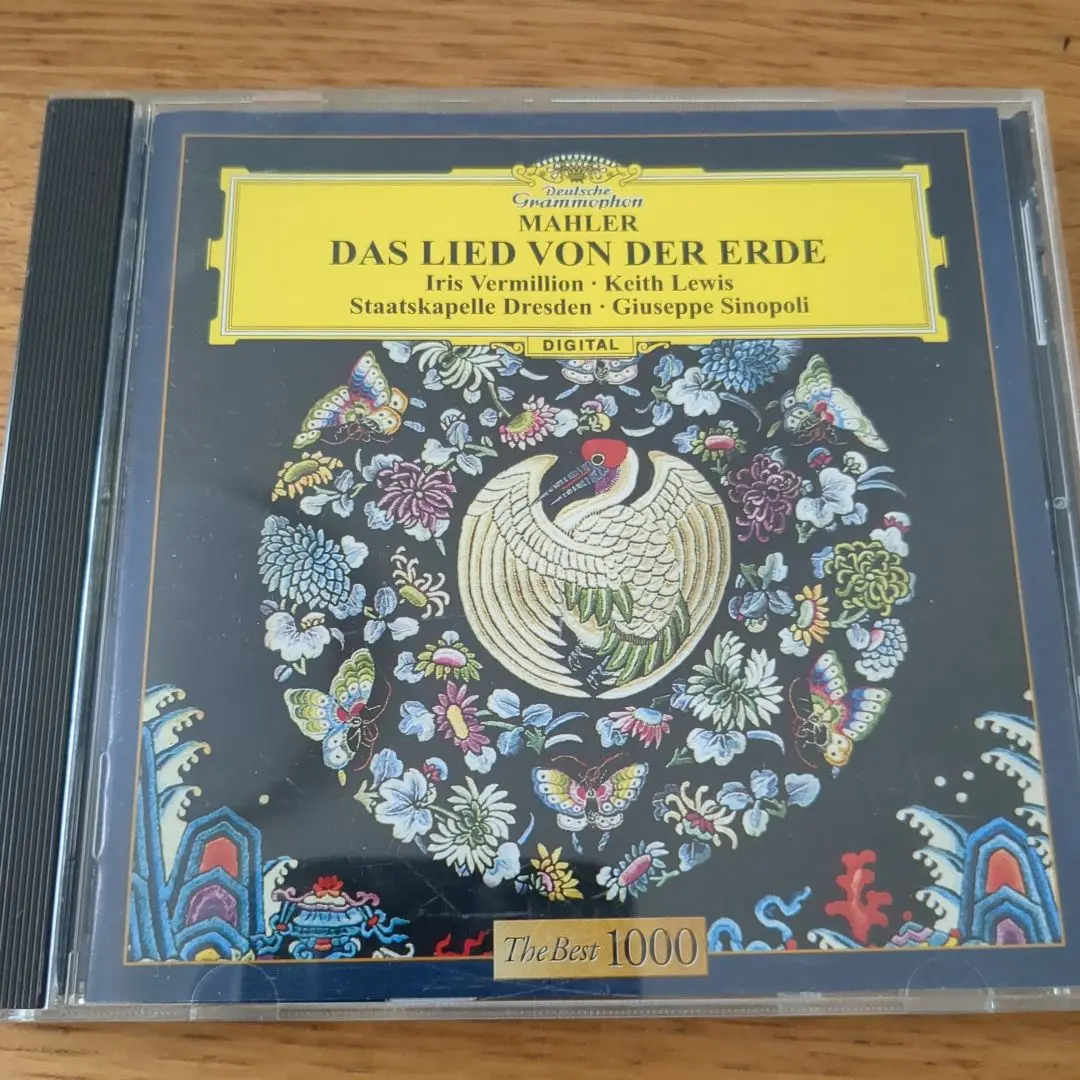 Deutsche
Grammophon
MAHLER
DAS LIED VON DER ERDE
Iris Vermillion · Keith Lewis
Staatskapelle Dresden · Giuseppe Sinopoli
DIGITAL
The Best 1000